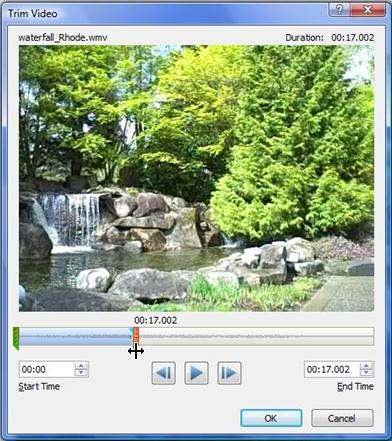 Trim Video
waterfall_Rhode.wmv Duration: 00:17.002
00:17.002
00:00 00:17.002
Start Time End Time
OK Cancel